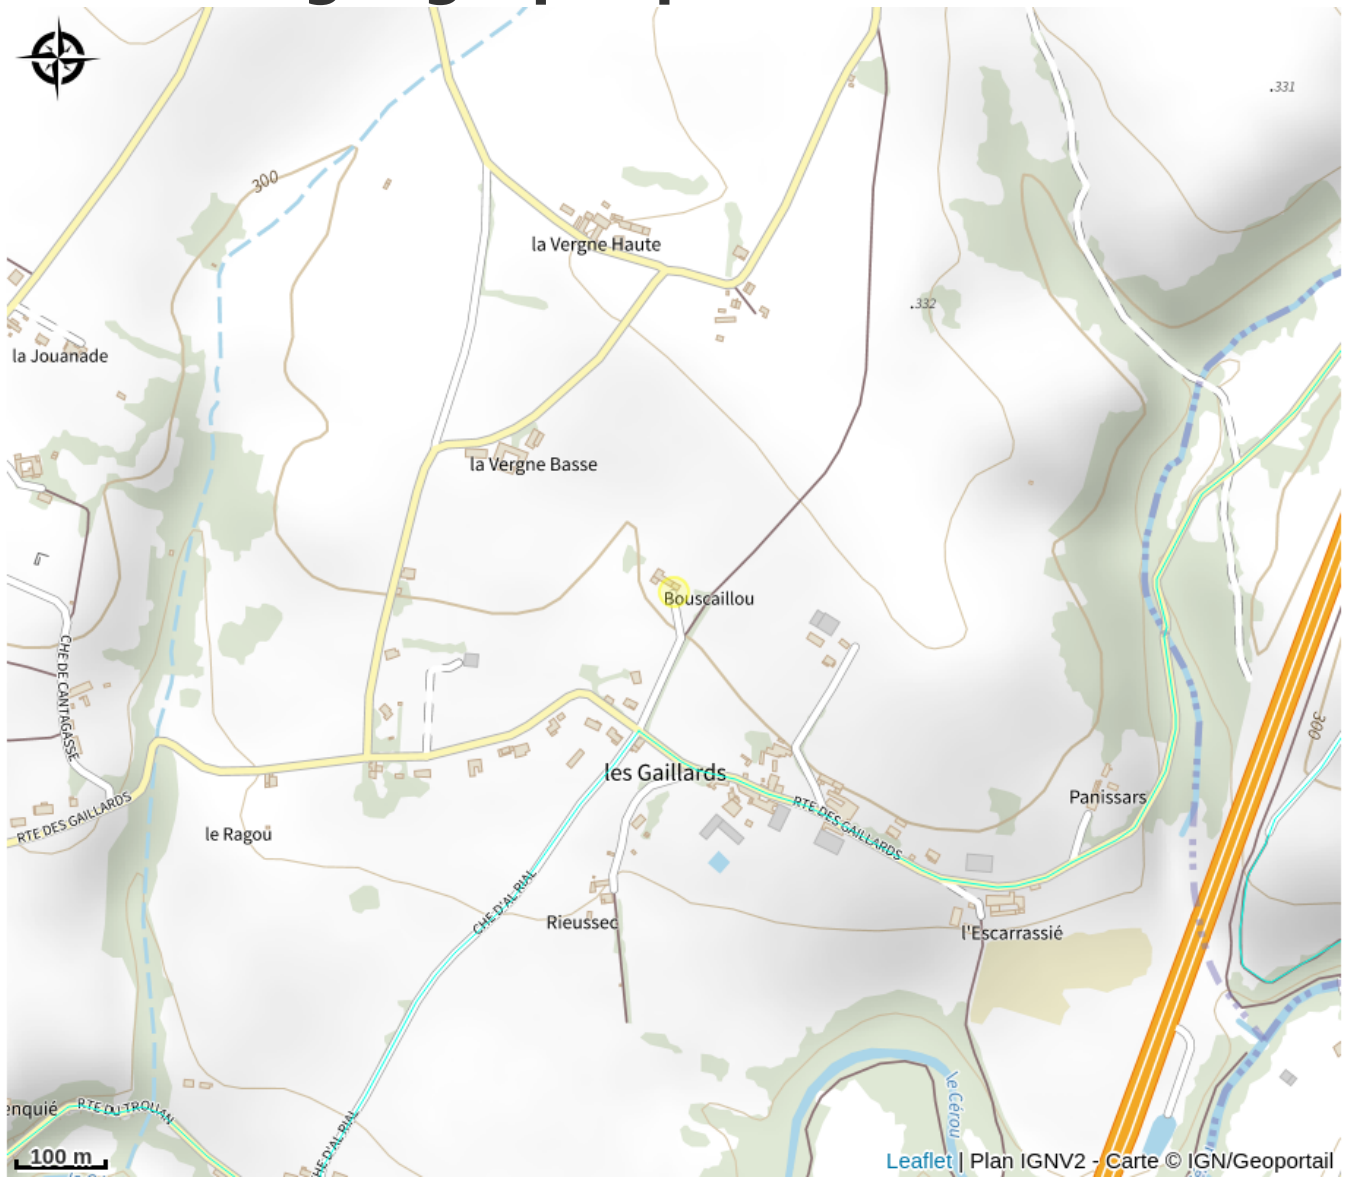 331
300
la Vergne Haute
332
la Jouanade
la Vergne Basse
Bouscaillou
CHE DE CANTAGASSE
300
les Gaillards
RTE DES GAILLARDS
RTE DES GAILLARDS
Panissars
le Ragou
CHE D'AL RIAL
Rieussec
l'Escarrassié
le Cérou
enquié
RTE DU TROUAN
CHE D'AL RIAL
100 m
Leaflet | Plan IGNV2 - Carte © IGN/Geoportail